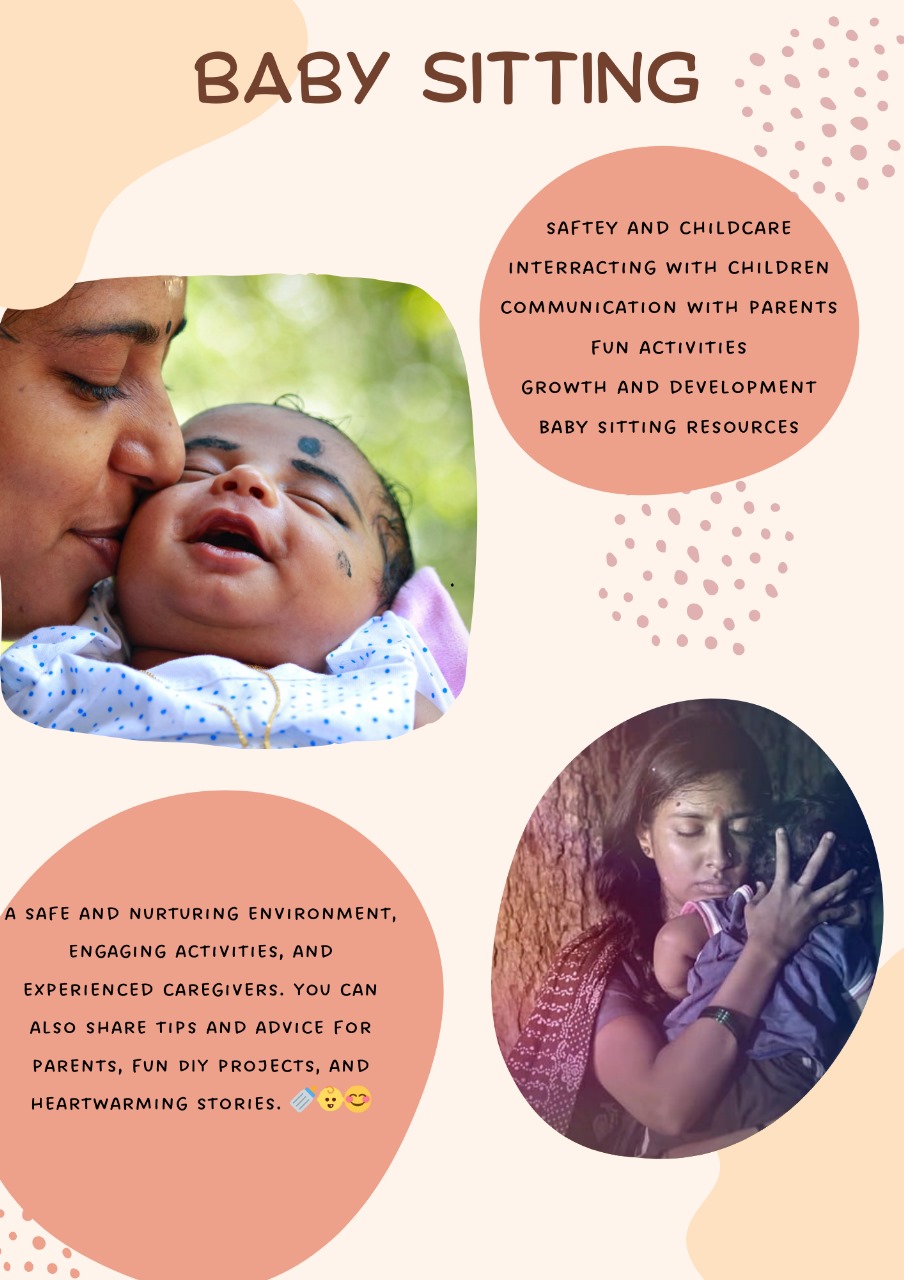 BABY SITTING
SAFTEY AND CHILDCARE
INTERRACTING WITH CHILDREN
COMMUNICATION WITH PARENTS
FUN ACTIVITIES
GROWTH AND DEVELOPMENT
BABY SITTING RESOURCES
A SAFE AND NURTURING ENVIRONMENT,
ENGAGING ACTIVITIES, AND
EXPERIENCED CAREGIVERS. YOU CAN
ALSO SHARE TIPS AND ADVICE FOR
PARENTS, FUN DIY PROJECTS, AND
HEARTWARMING STORIES. 🍼👶😊